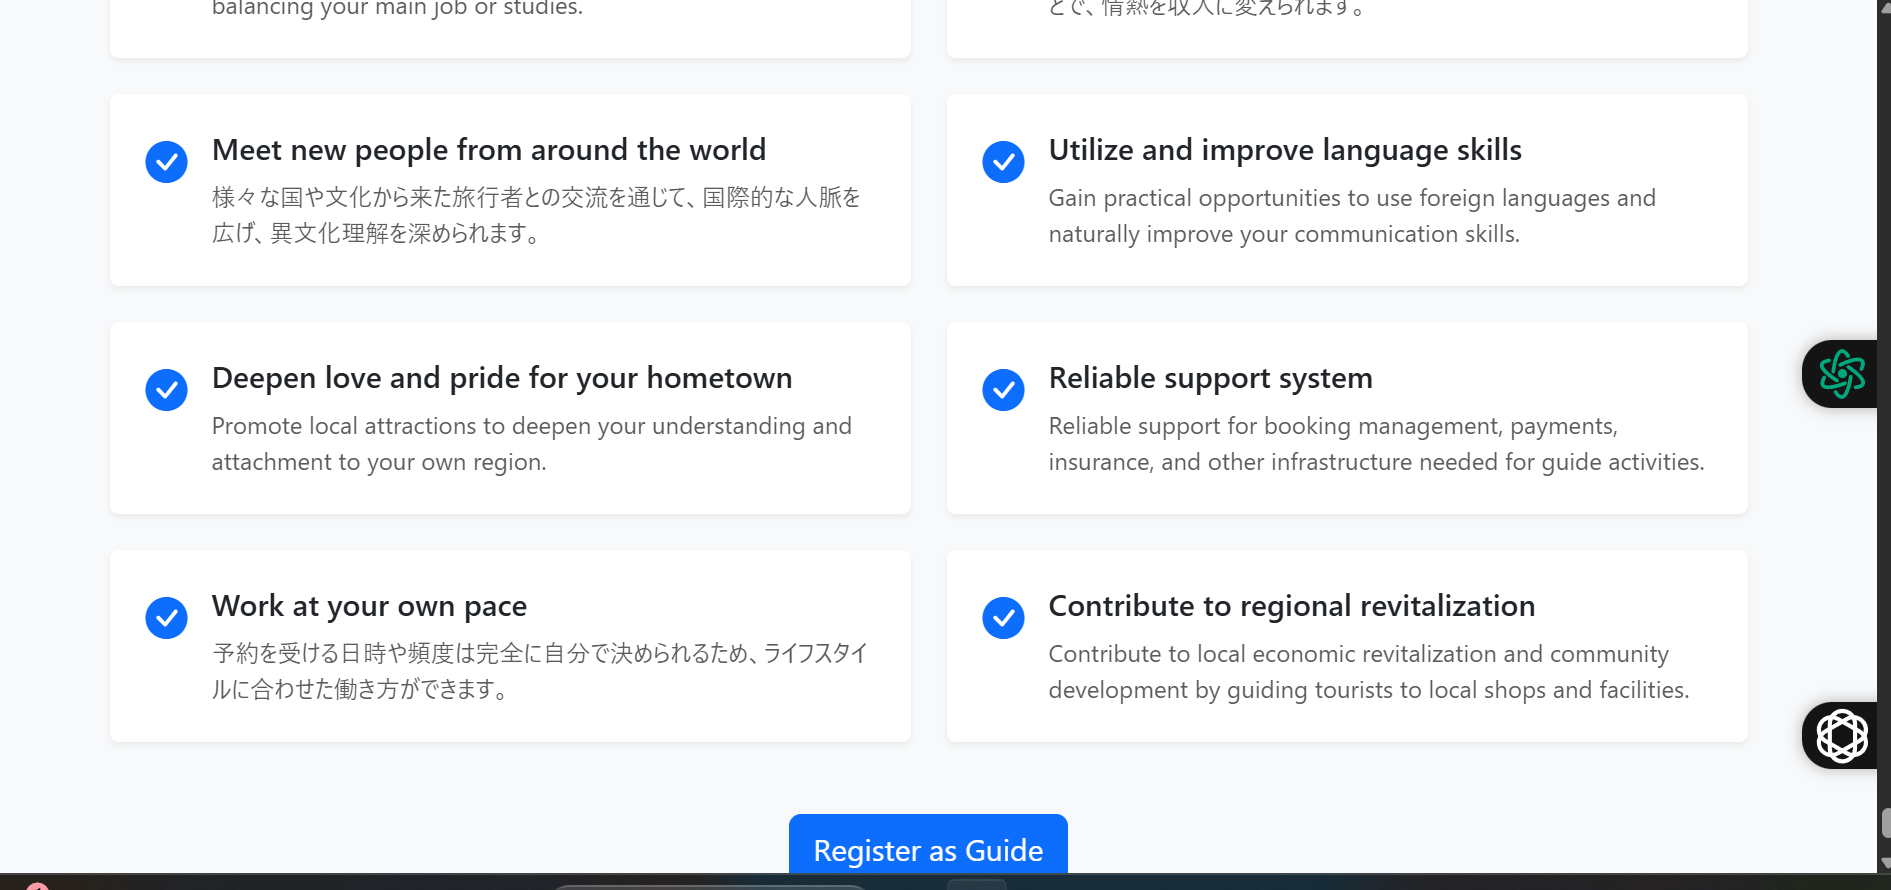 balancing your main job or studies.
とで、情熱を収入に変えられます。
Meet new people from around the world
様々な国や文化から来た旅行者との交流を通じて、国際的な人脈を
広げ、異文化理解を深められます。
Utilize and improve language skills
Gain practical opportunities to use foreign languages and
naturally improve your communication skills.
Deepen love and pride for your hometown
Promote local attractions to deepen your understanding and
attachment to your own region.
Reliable support system
Reliable support for booking management, payments,
insurance, and other infrastructure needed for guide activities.
Work at your own pace
予約を受ける日時や頻度は完全に自分で決められるため、ライフスタイ
ルに合わせた働き方ができます。
Contribute to regional revitalization
Contribute to local economic revitalization and community
development by guiding tourists to local shops and facilities.
Register as Guide